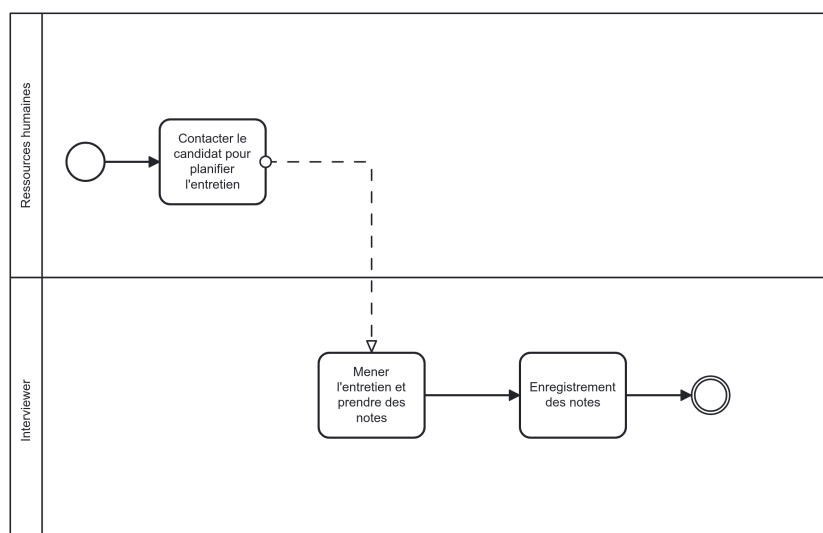 Ressources humaines
Contacter le
candidat pour
planifier
l'entretien
Interviewer
Mener
l'entretien et
prendre des
notes
Enregistrement
des notes